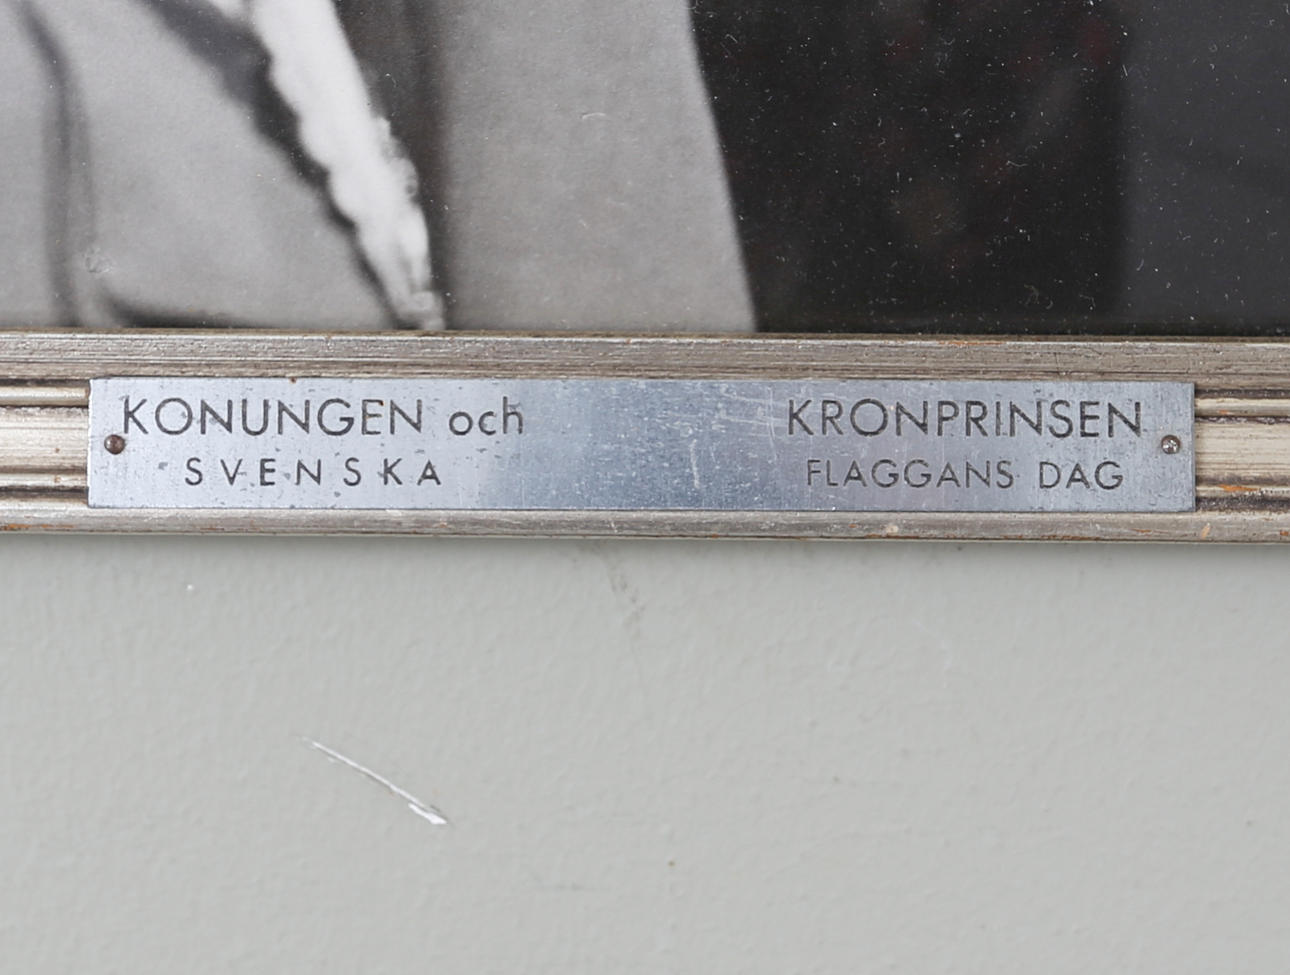 KONUNGEN och KRONPRINSEN
SVENSKA FLAGGANS DAG